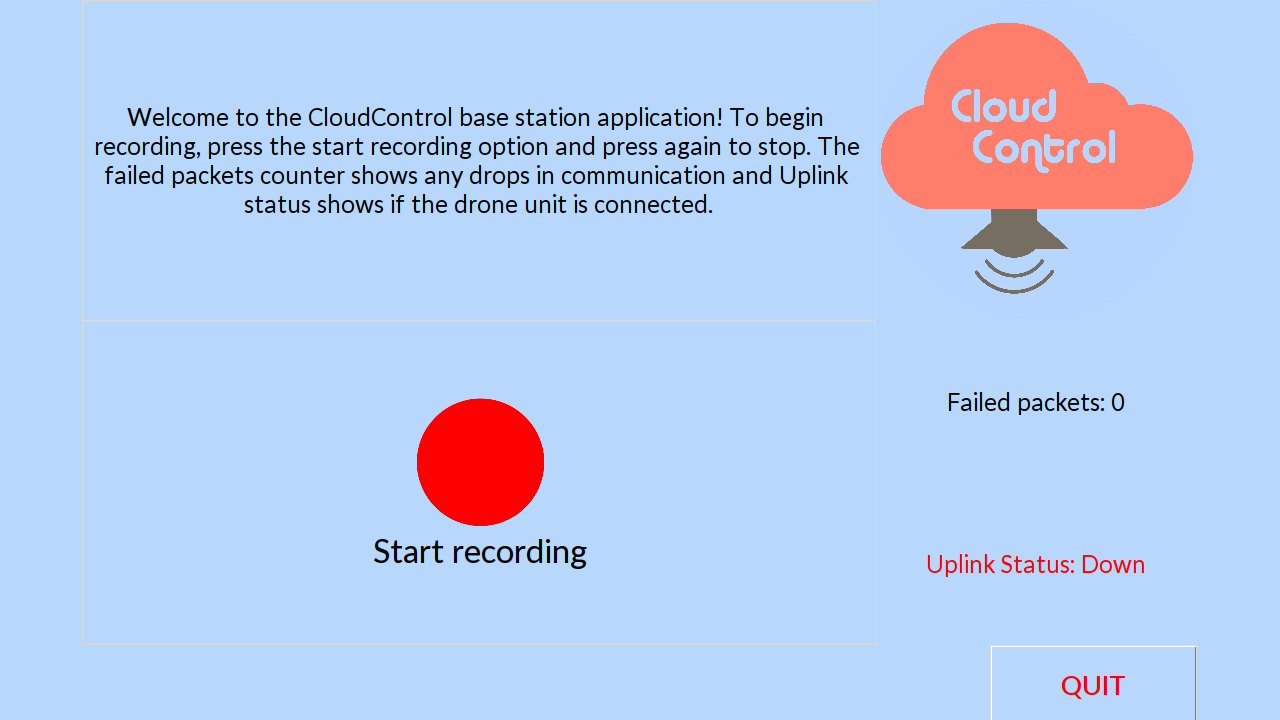 Welcome to the CloudControl base station application! To begin
recording, press the start recording option and press again to stop. The
failed packets counter shows any drops in communication and Uplink
status shows if the drone unit is connected.
Cloud
Control
Failed packets: 0
Start recording
Uplink Status: Down
QUIT